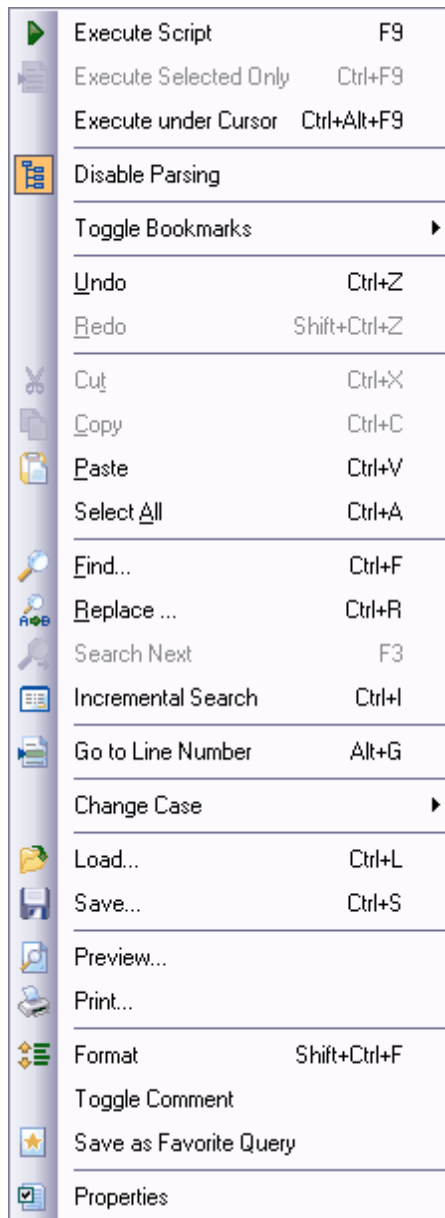 Execute Script F9
Execute Selected Only Ctrl+F9
Execute under Cursor Ctrl+Alt+F9
Disable Parsing
Toggle Bookmarks
Undo Ctrl+Z
Redo Shift+Ctrl+Z
Cut Ctrl+X
Copy Ctrl+C
Paste Ctrl+V
Select All Ctrl+A
Find... Ctrl+F
Replace ... Ctrl+R
Search Next F3
Incremental Search Ctrl+I
Go to Line Number Alt+G
Change Case
Load... Ctrl+L
Save... Ctrl+S
Preview...
Print...
Format Shift+Ctrl+F
Toggle Comment
Save as Favorite Query
Properties